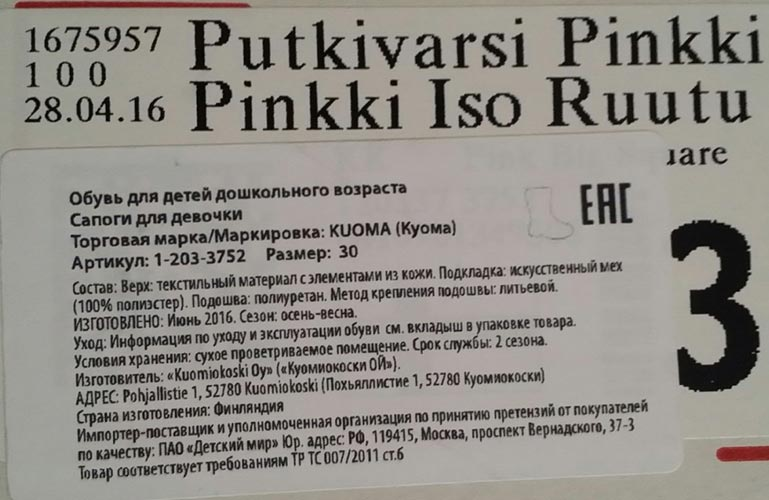 1675957
100
28.04.16
Putkivarsi Pinkki
Pinkki Iso Ruutu
Обувь для детей дошкольного возраста
Сапоги для девочки
Торговая марка/Маркировка: KUOMA (Куома)
Артикул: 1-203-3752 Размер: 30
EAC
3
Состав: Верх: текстильный материал с элементами из кожи. Подкладка: искусственный мех
(100% полиэстер). Подошва: полиуретан. Метод крепления подошвы: литьевой.
ИЗГОТОВЛЕНО: Июнь 2016. Сезон: осень-весна.
Уход: Информация по уходу и эксплуатации обуви см. вкладыш в упаковке товара.
Условия хранения: сухое проветриваемое помещение. Срок службы: 2 сезона.
Изготовитель: «Kuomiokoski Oy» («Куомиокоски ОЙ»).
АДРЕС: Pohjallistie 1, 52780 Kuomiokoski (Похьяллистие 1, 52780 Куомиокоски)
Страна изготовления: Финляндия
Импортер-поставщик и уполномоченная организация по принятию претензий от покупателей
по качеству: ПАО «Детский мир» Юр. адрес: РФ, 119415, Москва, проспект Вернадского, 37-3
Товар соответствует требованиям ТР ТС 007/2011 ст.6